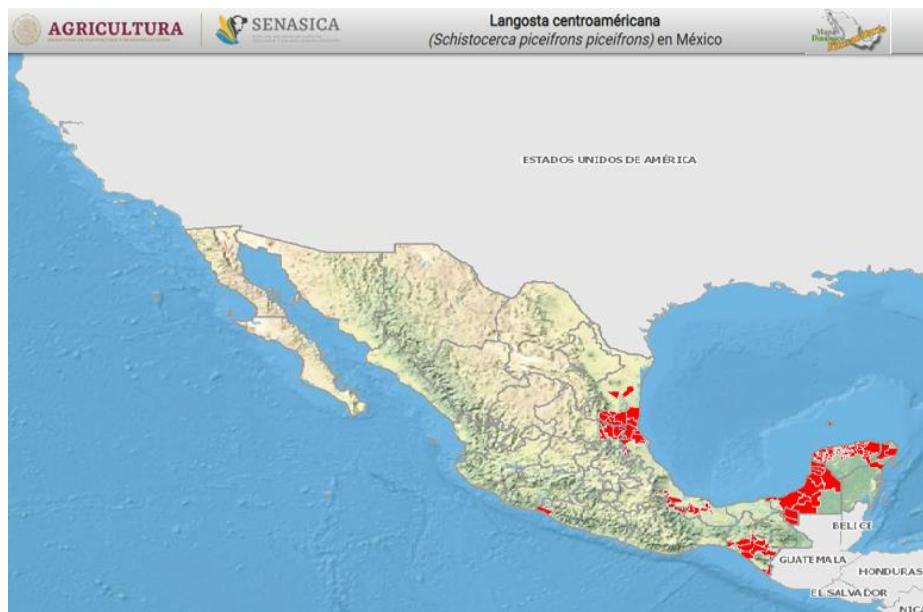 AGRICULTURA
SENASICA
Langosta centroaméricana
(Schistocerca piceifrons piceifrons) en México
ESTADOS UNIDOS DE AMÉRICA
BELICE
GUATEMALA
HONDURAS
EL SALVADOR